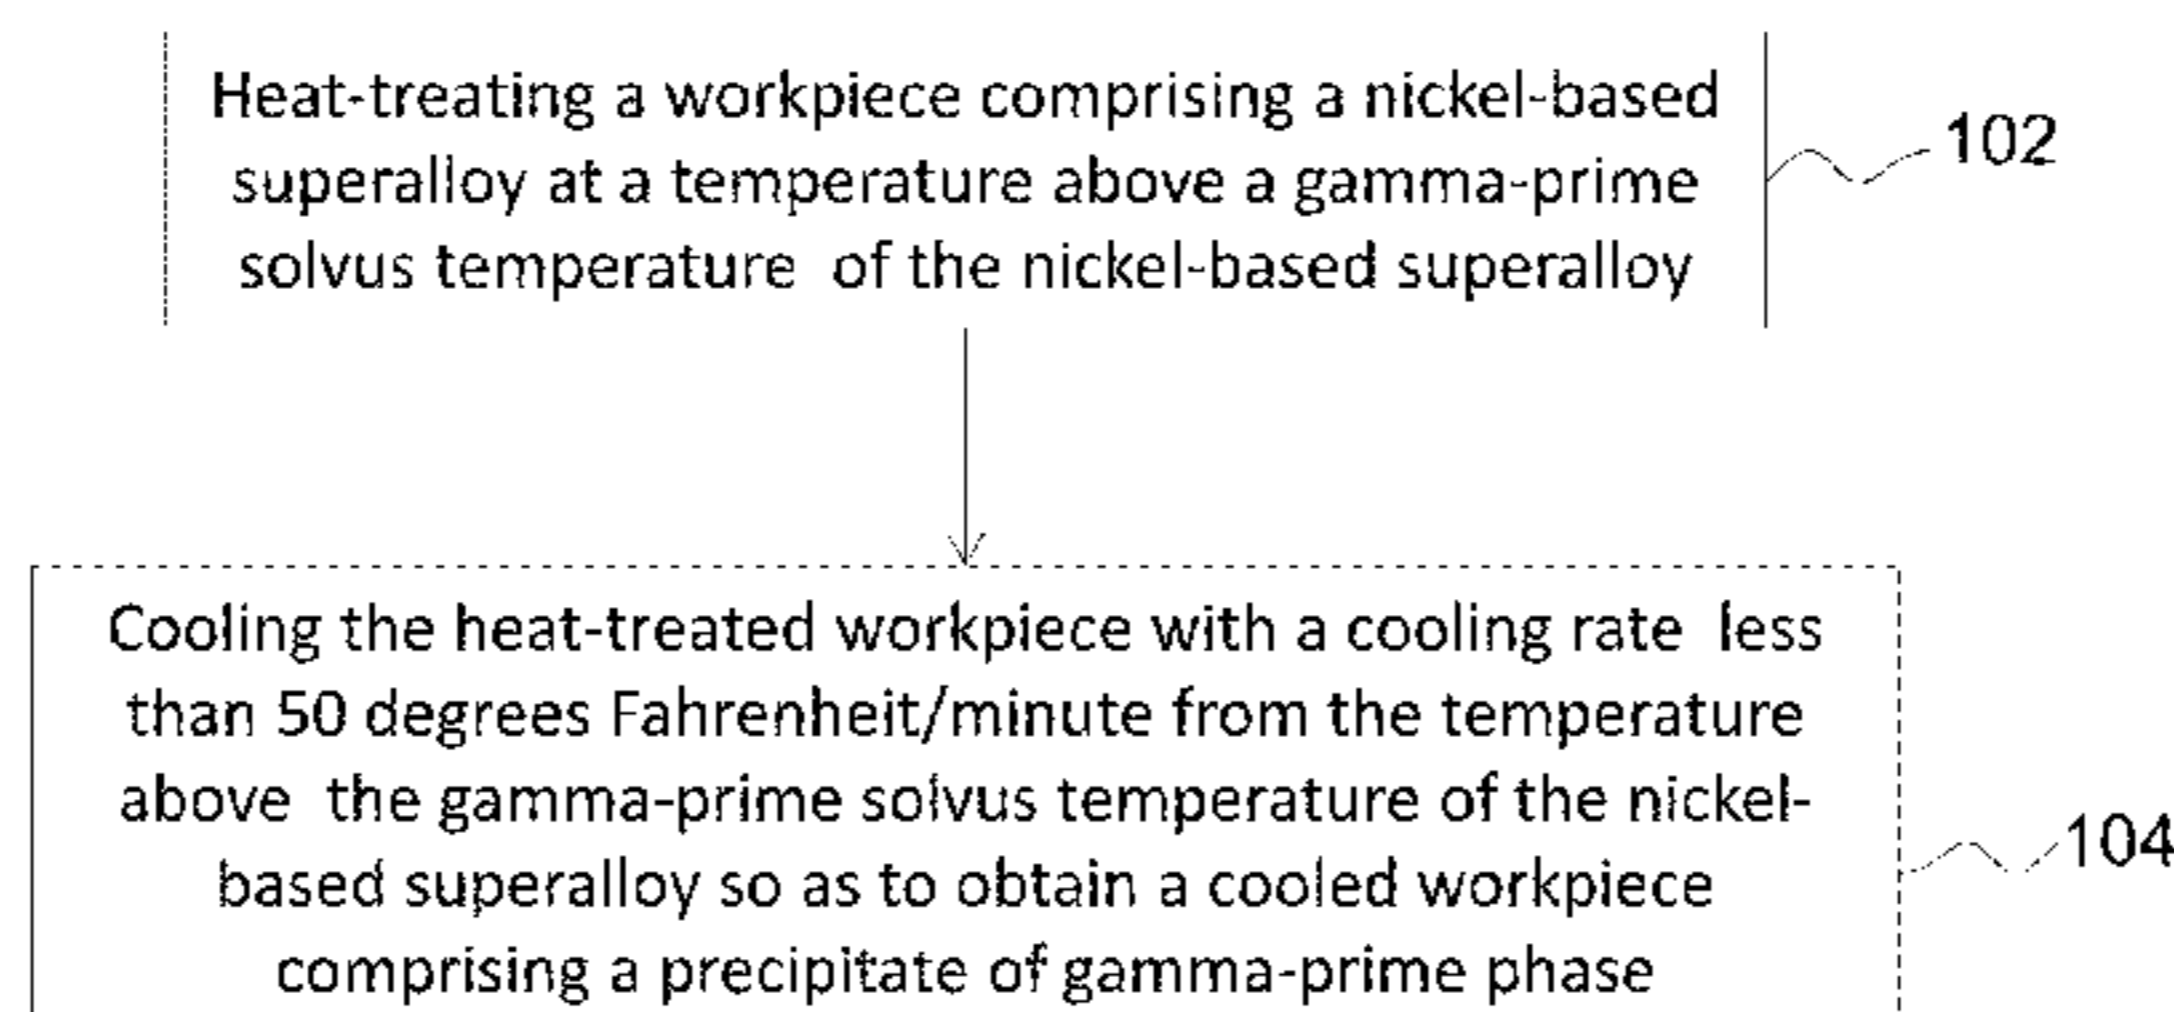 Heat-treating a workpiece comprising a nickel-based
superalloy at a temperature above a gamma-prime
solvus temperature of the nickel-based superalloy
102
Cooling the heat-treated workpiece with a cooling rate less
than 50 degrees Fahrenheit/minute from the temperature
above the gamma-prime solvus temperature of the nickel-
based superalloy so as to obtain a cooled workpiece
comprising a precipitate of gamma-prime phase
104